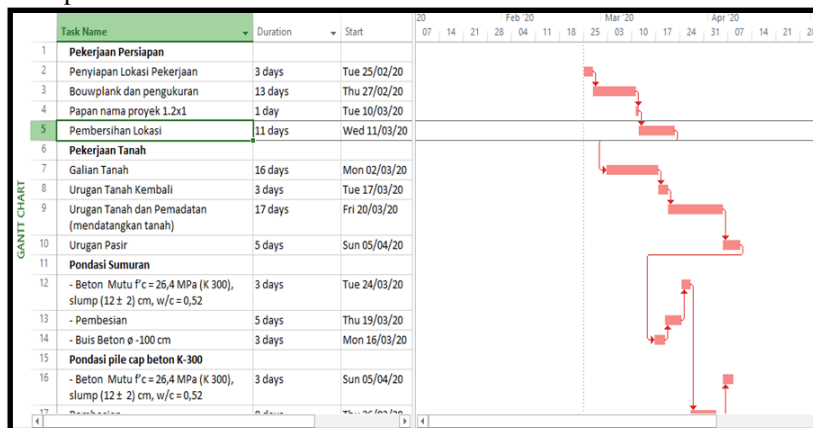 20 Feb '20 Mar '20 Apr '20
Task Name Duration Start 07 14 21 28 04 11 18 25 03 10 17 24 31 07 14 21 28
1 Pekerjaan Persiapan
2 Penyiapan Lokasi Pekerjaan 3 days Tue 25/02/20
3 Bouwplank dan pengukuran 13 days Thu 27/02/20
4 Papan nama proyek 1.2x1 1 day Tue 10/03/20
5 Pembersihan Lokasi 11 days Wed 11/03/20
6 Pekerjaan Tanah
7 Galian Tanah 16 days Mon 02/03/20
8 Urugan Tanah Kembali 3 days Tue 17/03/20
9 Urugan Tanah dan Pemadatan 17 days Fri 20/03/20
(mendatangkan tanah)
10 Urugan Pasir 5 days Sun 05/04/20
11 Pondasi Sumuran
12 - Beton Mutu f'c = 26,4 MPa (K 300), 3 days Tue 24/03/20
slump (12 ± 2) cm, w/c = 0,52
13 - Pembesian 5 days Thu 19/03/20
14 - Buis Beton ø -100 cm 3 days Mon 16/03/20
15 Pondasi pile cap beton K-300
16 - Beton Mutu f'c = 26,4 MPa (K 300), 3 days Sun 05/04/20
slump (12 ± 2) cm, w/c = 0,52
17
GANTT CHART